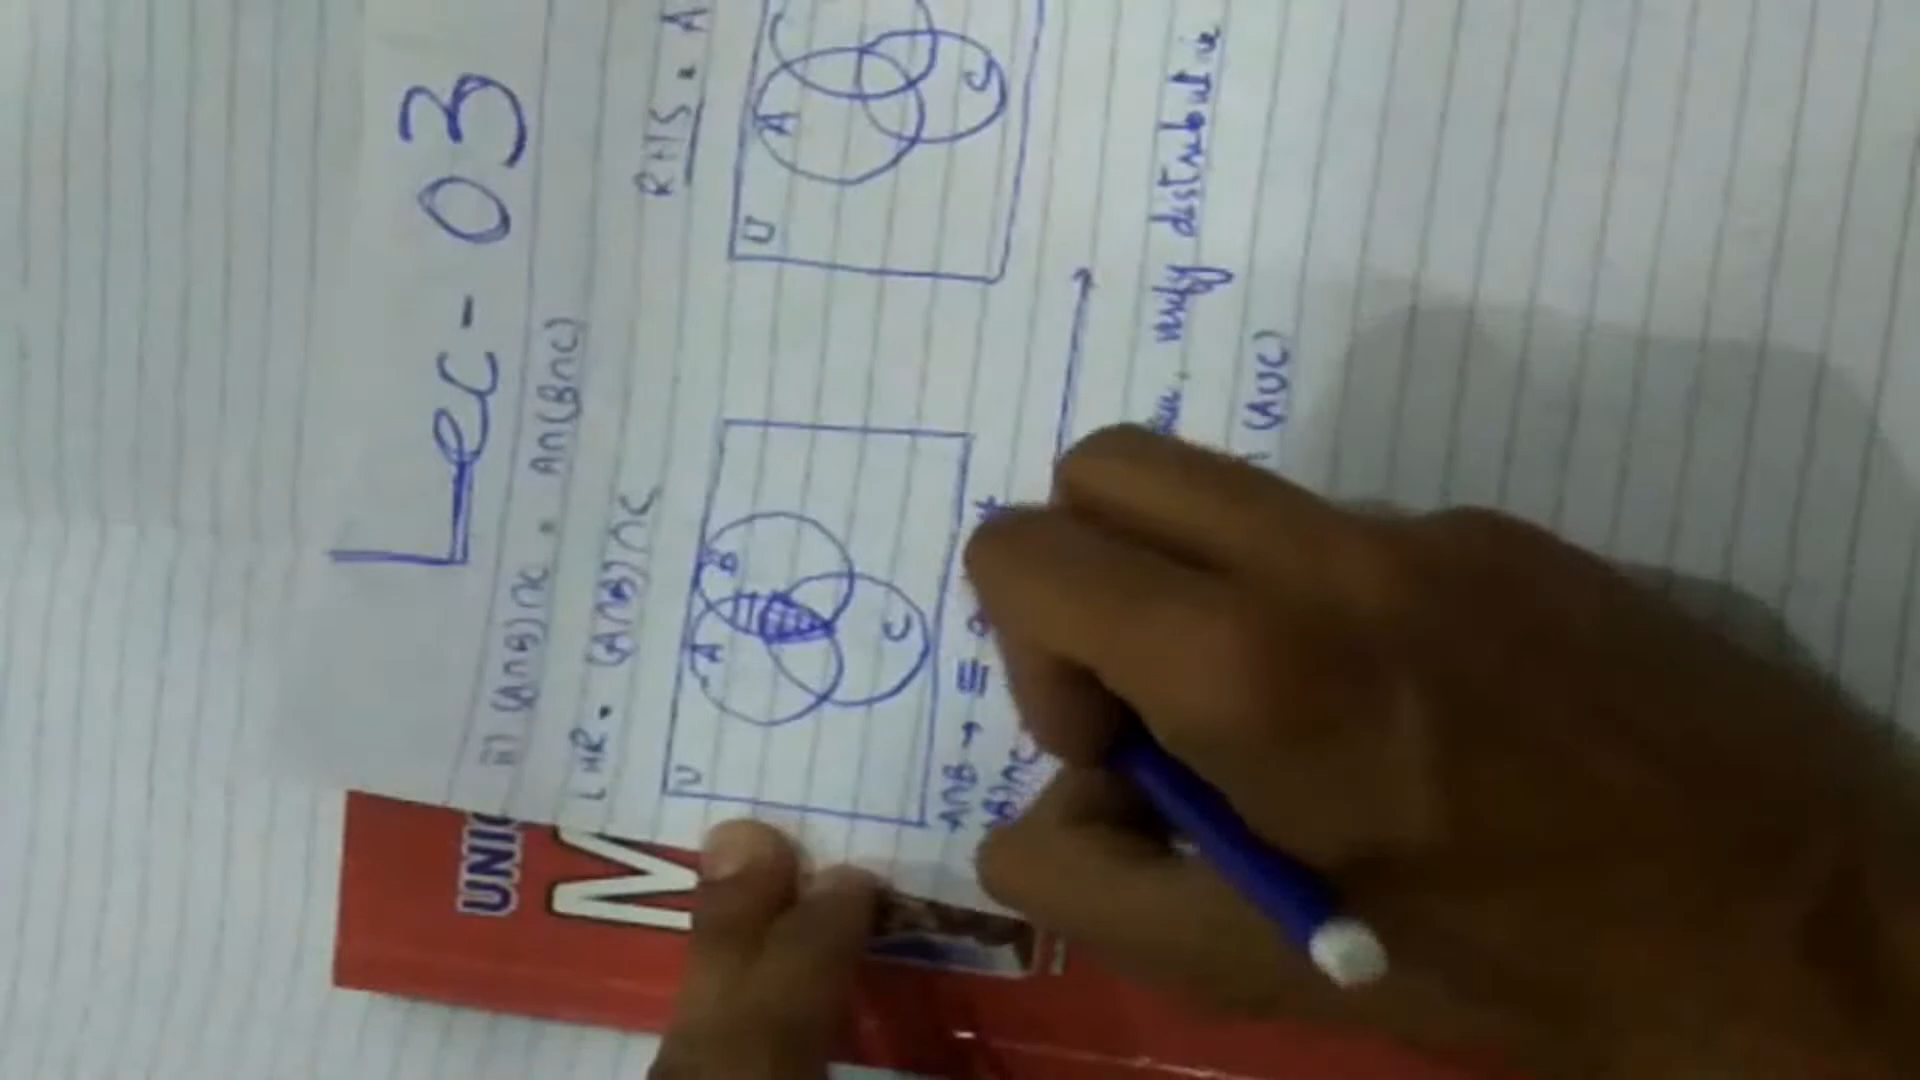 Lec-03
ii) (A∩B)∩C = A∩(B∩C)
LHS = (A∩B)∩C
RHS = A
U
A
B
C
U
A
C
A∩B → ≡
B)∩C
verify distributive
(A∪C)
UNI
M